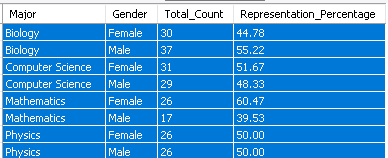 Major Gender Total_Count Representation_Percentage
Biology Female 30 44.78
Biology Male 37 55.22
Computer Science Female 31 51.67
Computer Science Male 29 48.33
Mathematics Female 26 60.47
Mathematics Male 17 39.53
Physics Female 26 50.00
Physics Male 26 50.00